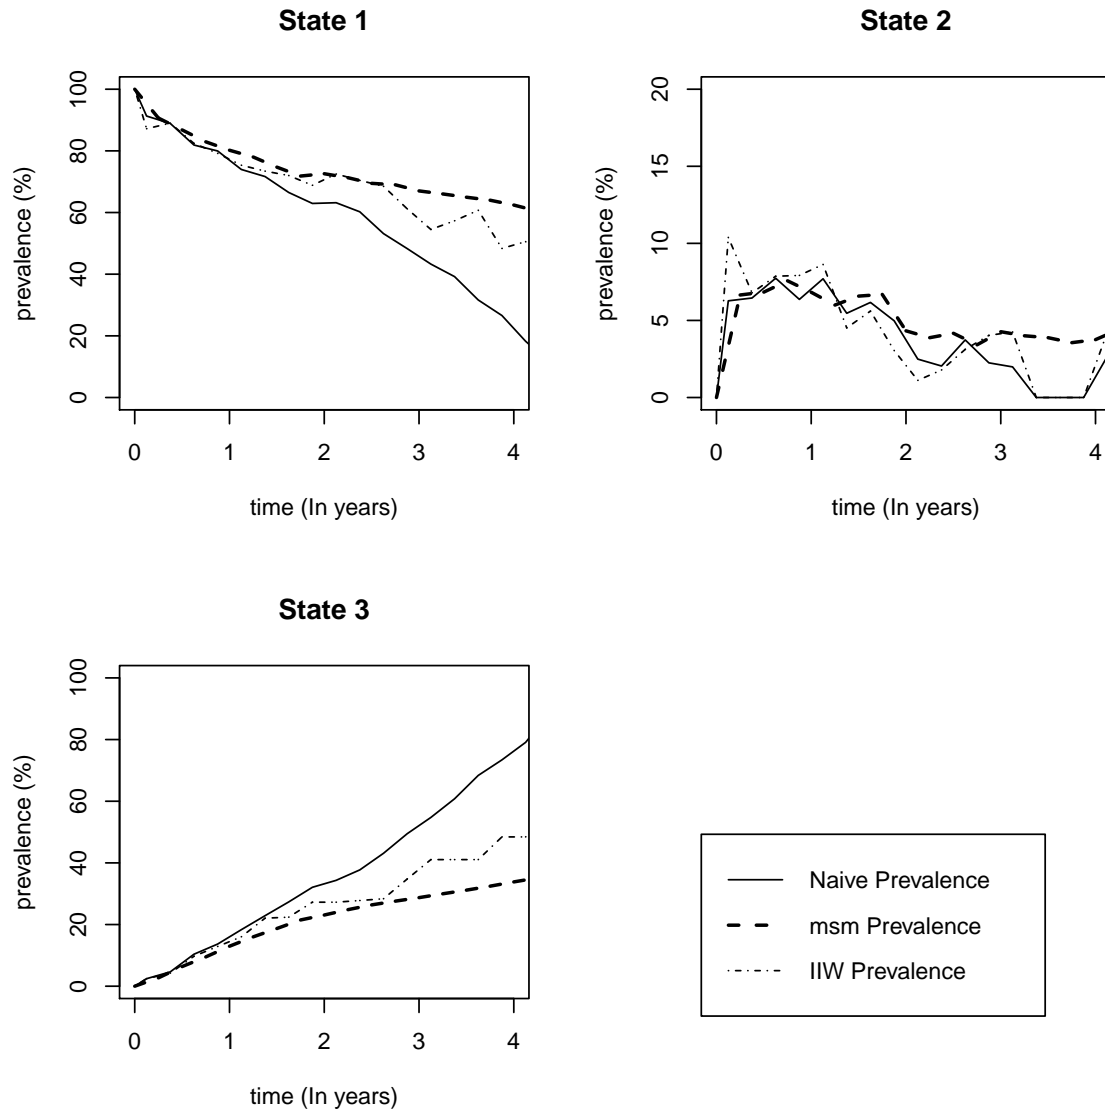 State 1
State 2
prevalence (%)
0 20 40 60 80 100
0 1 2 3 4
time (In years)
prevalence (%)
0 5 10 15 20
0 1 2 3 4
time (In years)
State 3
prevalence (%)
0 20 40 60 80 100
0 1 2 3 4
time (In years)
Naive Prevalence
msm Prevalence
IIW Prevalence